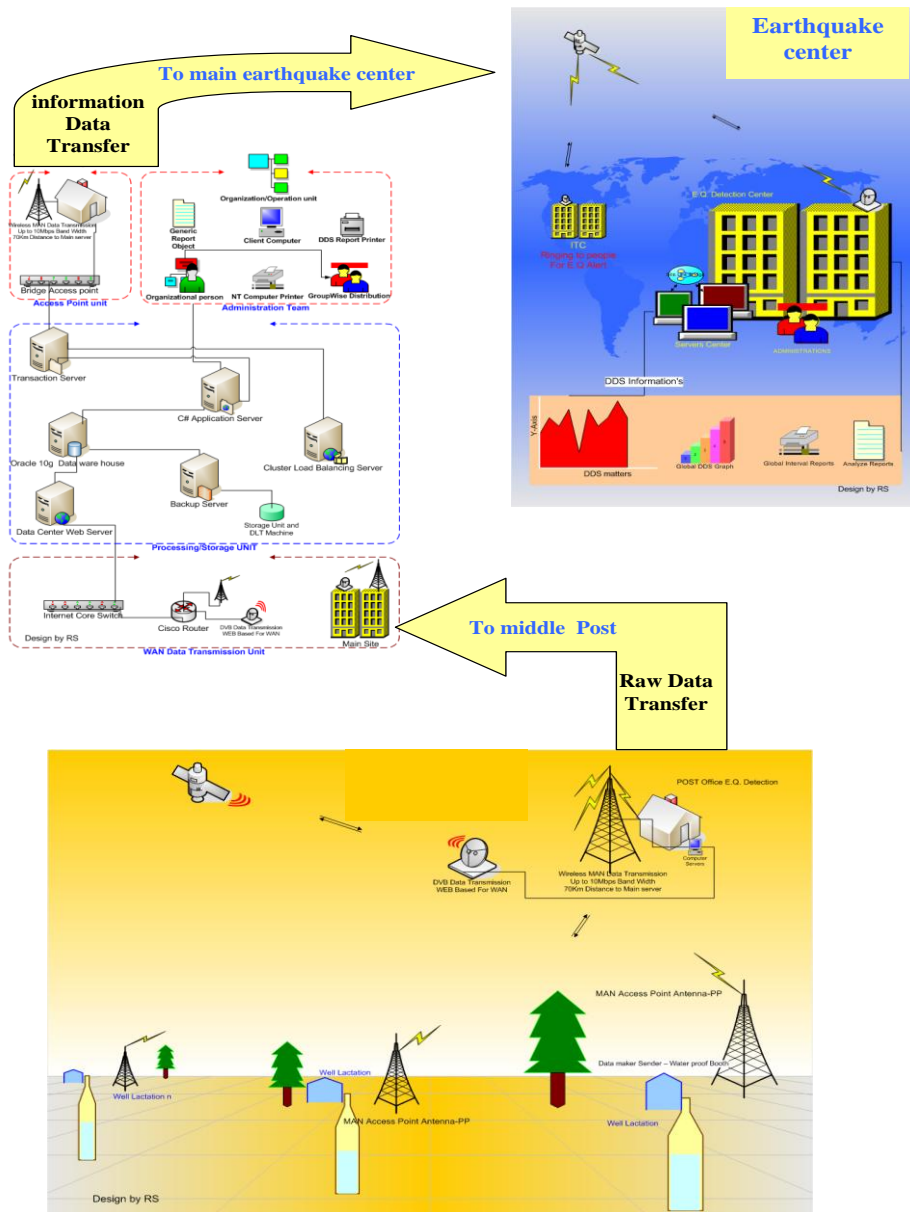 Earthquake
center
To main earthquake center
information
Data
Transfer
Organization/Operation unit
Wireless MAN Data Transmission
Up to 10Mbps Band Width
70Km Distance to Main server
Bridge Access point
Access Point unit
Generic
Report
Object
Client Computer
DDS Report Printer
Organizational person
NT Computer Printer
GroupWise Distribution
Administration Team
Transaction Server
C# Application Server
Oracle 10g Data ware house
Cluster Load Balancing Server
Backup Server
Data Center Web Server
Storage Unit and
DLT Machine
Processing/Storage UNIT
Internet Core Switch
Cisco Router
DVB Data Transmission
WEB Based For WAN
Main Site
Design by RS
WAN Data Transmission Unit
E.Q. Detection Center
ITC
Ringing to people
For E.Q Alert
Servers Center
ADMINISTRATIONS
DDS Information's
Y-Axis
DDS matters
Global DDS Graph
Global Interval Reports
Analyze Reports
Design by RS
To middle Post
Raw Data
Transfer
POST Office E.Q. Detection
Computer
Servers
DVB Data Transmission
WEB Based For WAN
Wireless MAN Data Transmission
Up to 10Mbps Band Width
70Km Distance to Main server
MAN Access Point Antenna-PP
Data maker Sender – Water proof Booth
Well Lactation
Well Lactation n
MAN Access Point Antenna-PP
Well Lactation
Design by RS